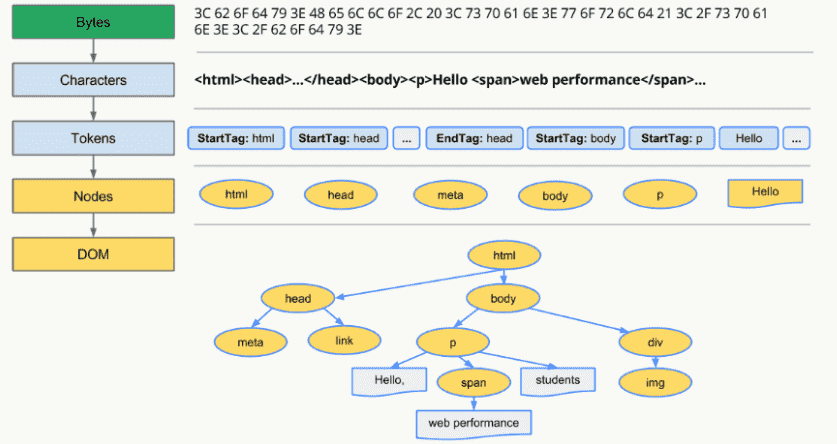 Bytes
3C 62 6F 64 79 3E 48 65 6C 6C 6F 2C 20 3C 73 70 61 6E 3E 77 6F 72 6C 64 21 3C 2F 73 70 61
6E 3E 3C 2F 62 6F 64 79 3E
Characters
<html><head>...</head><body><p>Hello <span>web performance</span>...
Tokens
StartTag: html
StartTag: head
...
EndTag: head
StartTag: body
StartTag: p
Hello
...
Nodes
html
head
meta
body
p
Hello
DOM
html
head
body
meta
link
p
div
Hello,
span
students
img
web performance